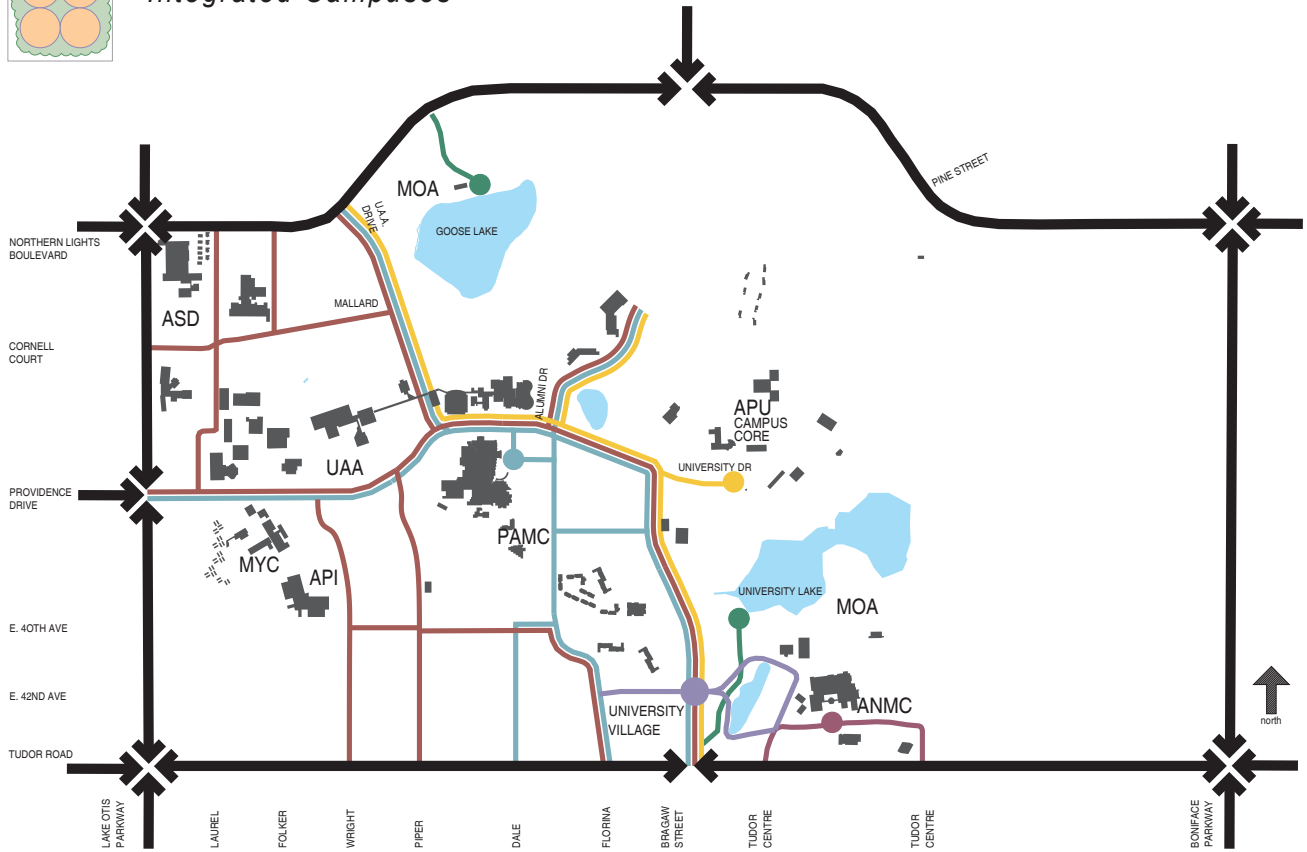 Integrated Campuses
PINE STREET
MOA
U.A.A.
DRIVE
GOOSE LAKE
NORTHERN LIGHTS
BOULEVARD
MALLARD
ASD
CORNELL
COURT
ALUMNI DR
APU
CAMPUS
CORE
UAA
UNIVERSITY DR
PROVIDENCE
DRIVE
PAMC
MYC
API
UNIVERSITY LAKE
MOA
E. 40TH AVE
E. 42ND AVE
UNIVERSITY
VILLAGE
ANMC
north
TUDOR ROAD
LAKE OTIS
PARKWAY
LAUREL
FOLKER
WRIGHT
PIPER
DALE
FLORINA
BRAGAW
STREET
TUDOR
CENTRE
TUDOR
CENTRE
BONIFACE
PARKWAY